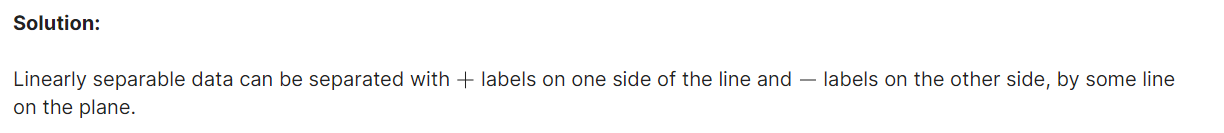 Solution:
Linearly separable data can be separated with + labels on one side of the line and − labels on the other side, by some line
on the plane.